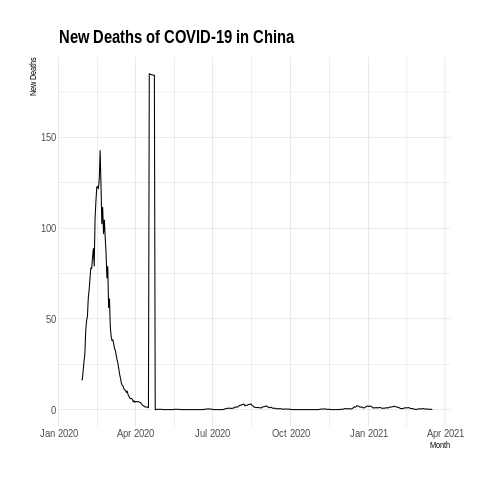 New Deaths of COVID-19 in China
New Deaths
150
100
50
0
Jan 2020 Apr 2020 Jul 2020 Oct 2020 Jan 2021 Apr 2021
Month